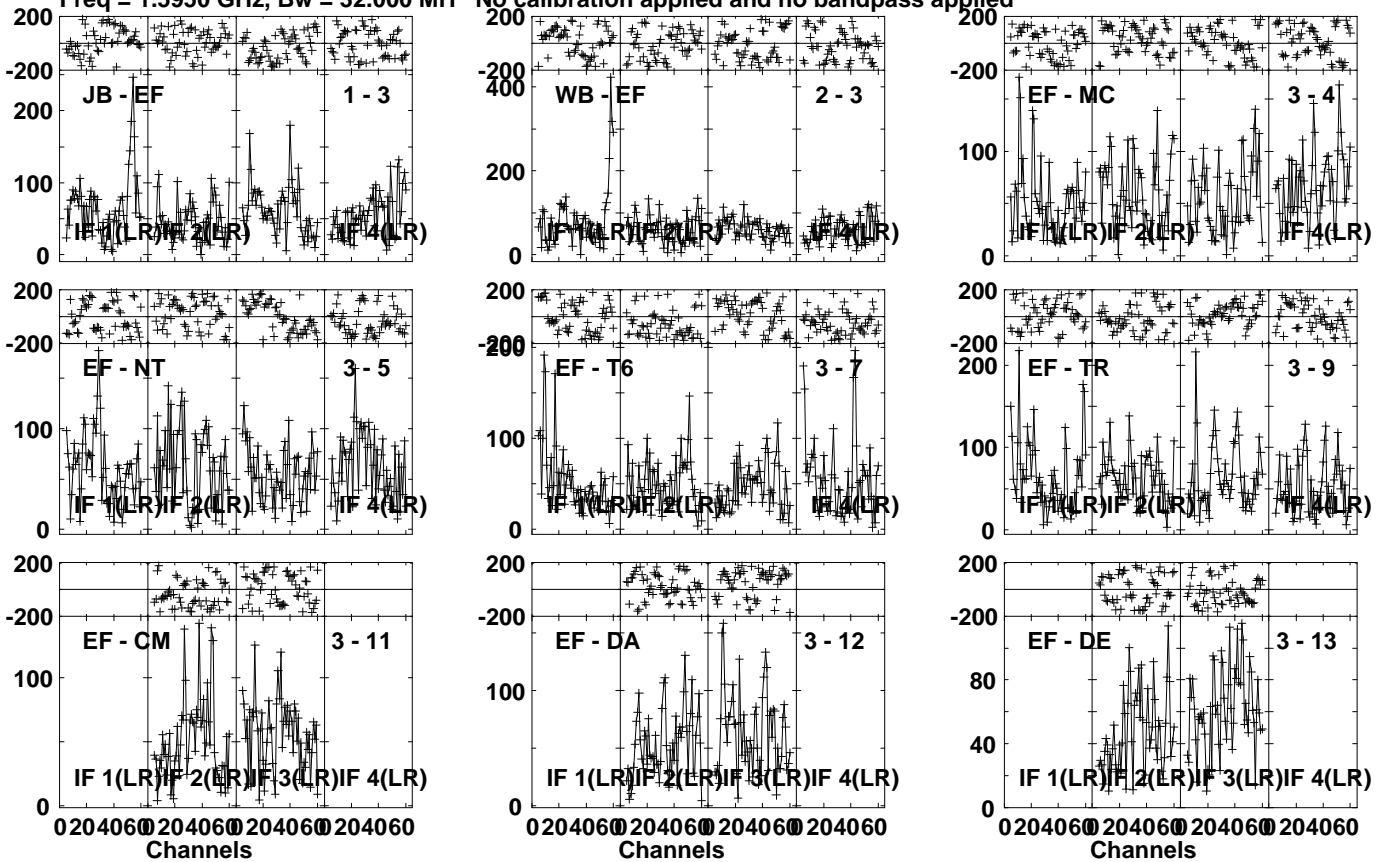 Freq = 1.5950 GHz, Bw = 32.000 MH No calibration applied and no bandpass applied
200 200 200
-200 -200 -200
JB - EF 1 - 3 WB - EF 2 - 3 EF - MC 3 - 4
200 400
100 200 100
IF 1(LR) IF 2(LR) IF 4(LR) IF 1(LR) IF 2(LR) IF 4(LR) IF 1(LR) IF 2(LR) IF 4(LR)
0 0 0
200 200 200
-200 -200 -200
EF - NT 3 - 5 EF - T6 3 - 7 EF - TR 3 - 9
200 200
100 100 100
IF 1(LR) IF 2(LR) IF 4(LR) IF 1(LR) IF 2(LR) IF 4(LR) IF 1(LR) IF 2(LR) IF 4(LR)
0 0 0
200 200 200
-200 -200 -200
EF - CM 3 - 11 EF - DA 3 - 12 EF - DE 3 - 13
100 100 80
40
IF 1(LR) IF 2(LR) IF 3(LR) IF 4(LR) IF 1(LR) IF 2(LR) IF 3(LR) IF 4(LR) IF 1(LR) IF 2(LR) IF 3(LR) IF 4(LR)
0 0 0
0 20 40 60 0 20 40 60 0 20 40 60 0 20 40 60 0 20 40 60 0 20 40 60 0 20 40 60 0 20 40 60 0 20 40 60 0 20 40 60 0 20 40 60 0 20 40 60
Channels Channels Channels